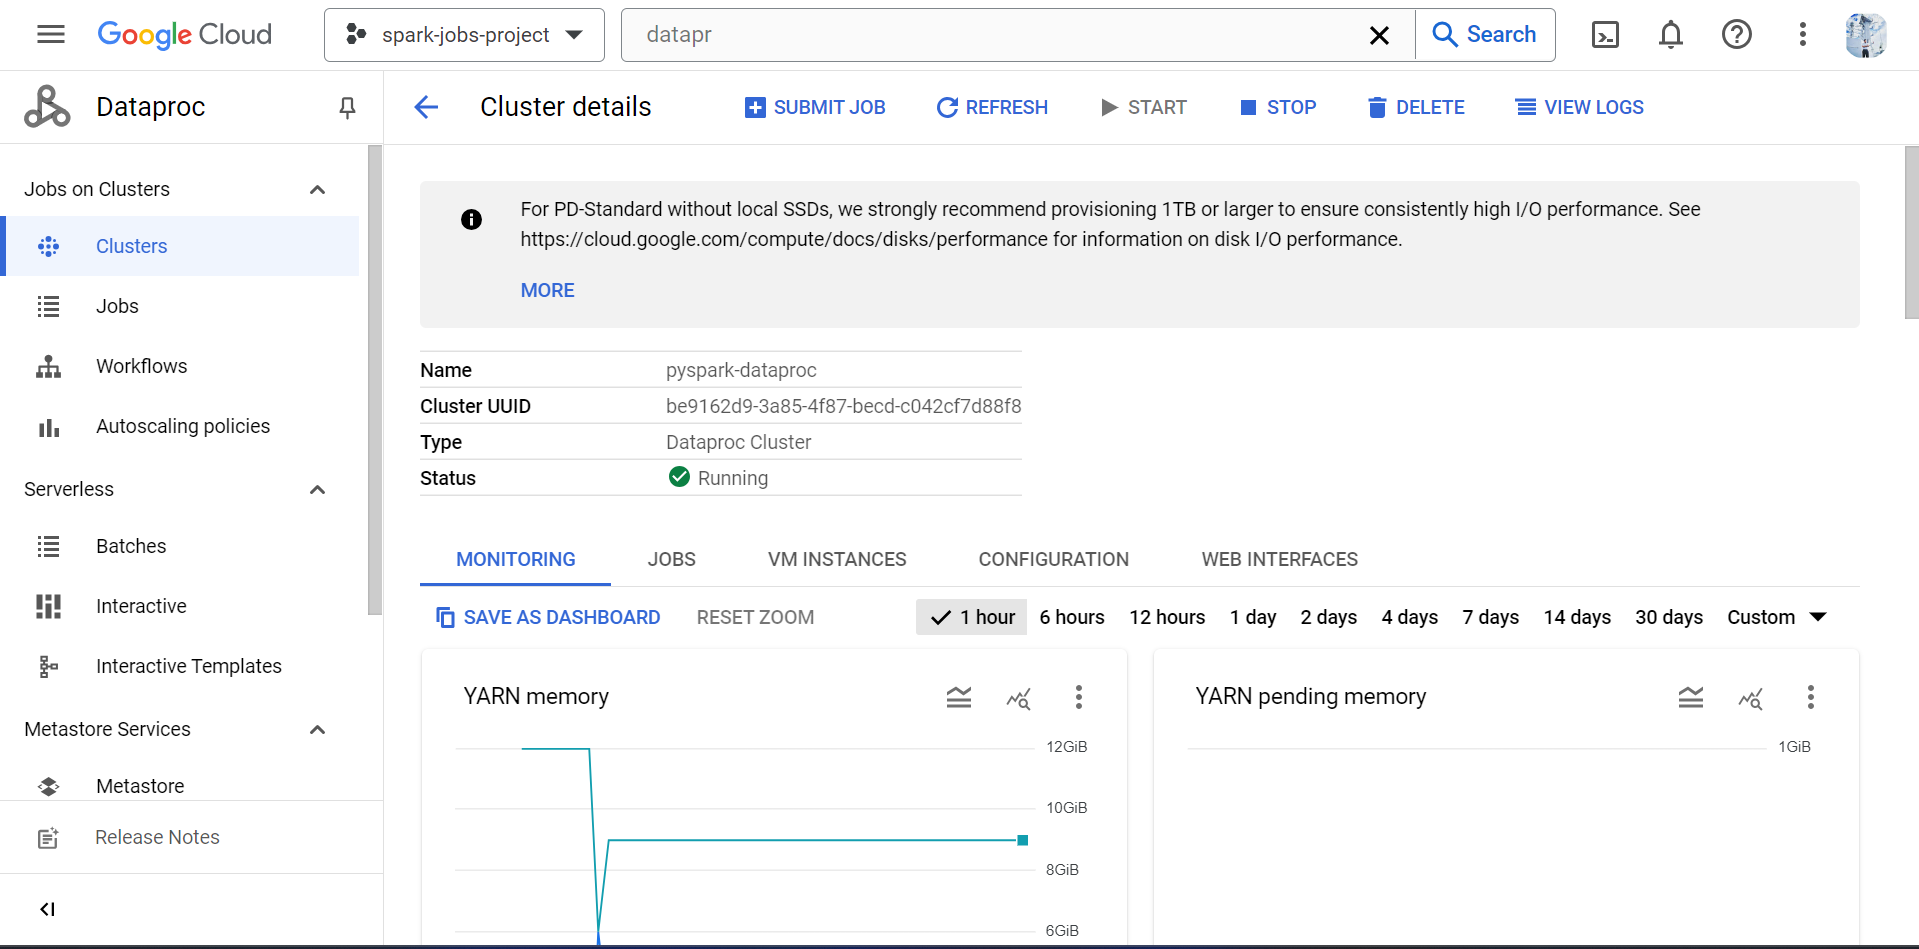 Google Cloud
spark-jobs-project
datapr
Search
Dataproc
Cluster details
SUBMIT JOB
REFRESH
START
STOP
DELETE
VIEW LOGS
Jobs on Clusters
Clusters
Jobs
Workflows
Autoscaling policies
Serverless
Batches
Interactive
Interactive Templates
Metastore Services
Metastore
Release Notes
For PD-Standard without local SSDs, we strongly recommend provisioning 1TB or larger to ensure consistently high I/O performance. See
https://cloud.google.com/compute/docs/disks/performance for information on disk I/O performance.
MORE
Name pyspark-dataproc
Cluster UUID be9162d9-3a85-4f87-becd-c042cf7d88f8
Type Dataproc Cluster
Status Running
MONITORING JOBS VM INSTANCES CONFIGURATION WEB INTERFACES
SAVE AS DASHBOARD RESET ZOOM 1 hour 6 hours 12 hours 1 day 2 days 4 days 7 days 14 days 30 days Custom
YARN memory
12GiB
10GiB
8GiB
6GiB
YARN pending memory
1GiB